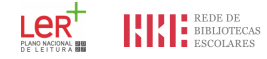 LeR+
PLANO NACIONAL
DE LEITURA
REDE DE
BIBLIOTECAS
ESCOLARES